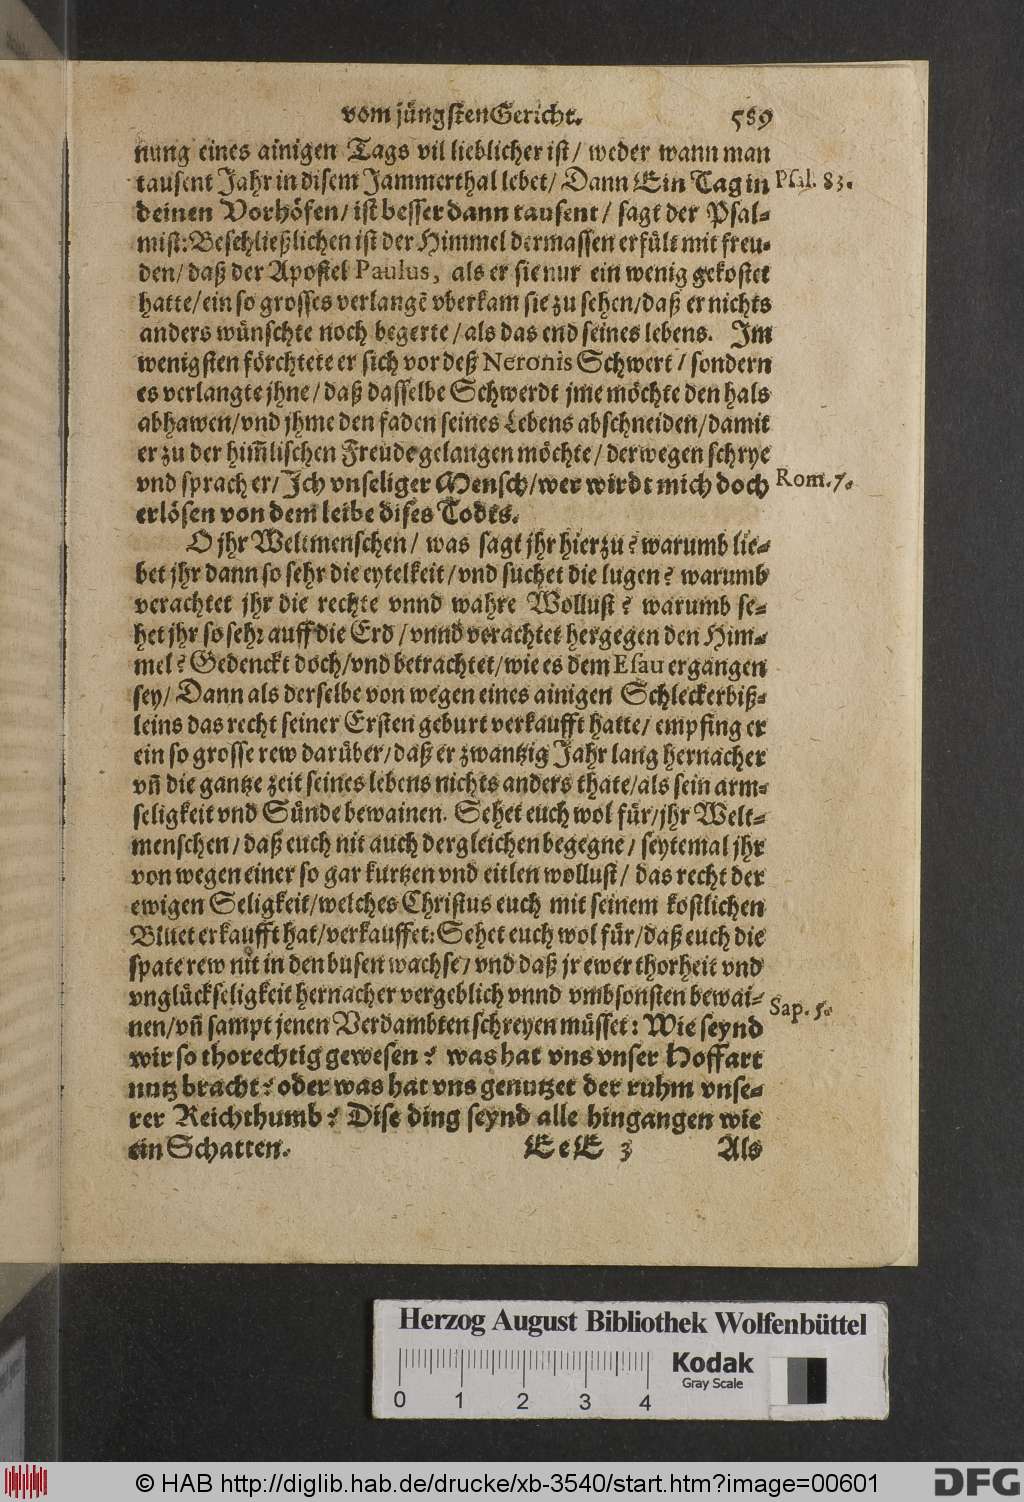 vom jüngsten Gericht. 589
nung eines ainigen Tags vil lieblicher ist/ weder wann man
tausent Jahr in disem Jammerthal lebet/ Dann Ein Tag in Psal. 83.
deinen Vorhöfen/ ist besser dann tausent/ sagt der Psal-
mist: Beschließlichen ist der Himmel dermassen erfült mit freu-
den/ daß der Apostel Paulus, als er sie nur ein wenig gekostet
hatte/ ein so grosses verlangē vberkam sie zu sehen/ daß er nichts
anders wünschte noch begerte/ als das end seines lebens. Im
wenigsten förchtete er sich vor deß Neronis Schwert/ sondern
es verlangte jhne/ daß dasselbe Schwerdt jme möchte den hals
abhawen/ vnd jhme den faden seines Lebens abschneiden/ damit
er zu der him̄lischen Freude gelangen möchte/ derwegen schrye
vnd sprach er/ Ich vnseliger Mensch/ wer wirdt mich doch Rom. 7.
erlösen von dem leibe dises Todts.
O jhr Weltmenschen/ was sagt jhr hierzu? warumb lie-
bet jhr dann so sehr die eytelkeit/ vnd suchet die lugen? warumb
verachtet jhr die rechte vnnd wahre Wollust? warumb se-
het jhr so sehr auff die Erd/ vnnd verachtet hergegen den Him-
mel? Gedenckt doch/ vnd betrachtet/ wie es dem Esau ergangen
sey/ Dann als derselbe von wegen eines ainigen Schleckerbiß-
leins das recht seiner Ersten geburt verkaufft hatte/ empfing er
ein so grosse rew darüber/ daß er zwantzig Jahr lang hernacher
vn̄ die gantze zeit seines lebens nichts anders thate/ als sein arm-
seligkeit vnd Sünde bewainen. Sehet euch wol für/ jhr Welt-
menschen/ daß euch nit auch dergleichen begegne/ seytemal jhr
von wegen einer so gar kurtzen vnd eitlen wollust/ das recht der
ewigen Seligkeit/ welches Christus euch mit seinem kostlichen
Bluet erkaufft hat/ verkauffet: Sehet euch wol für/ daß euch die
spate rew nit in den busen wachse/ vnd daß jr ewer thorheit vnd
vnglückseligkeit hernacher vergeblich vnnd vmbsonsten bewai-
nen/ vn̄ sampt jenen Verdambten schreyen müsset: Wie seynd Sap. 5.
wir so thorechtig gewesen? was hat vns vnser Hoffart
nutz bracht? oder was hat vns genutzet der ruhm vnse-
rer Reichthumb? Dise ding seynd alle hingangen wie
ein Schatten. EeE 3 Als
Herzog August Bibliothek Wolfenbüttel
0 1 2 3 4
Kodak
Gray Scale
© HAB http://diglib.hab.de/drucke/xb-3540/start.htm?image=00601
DFG